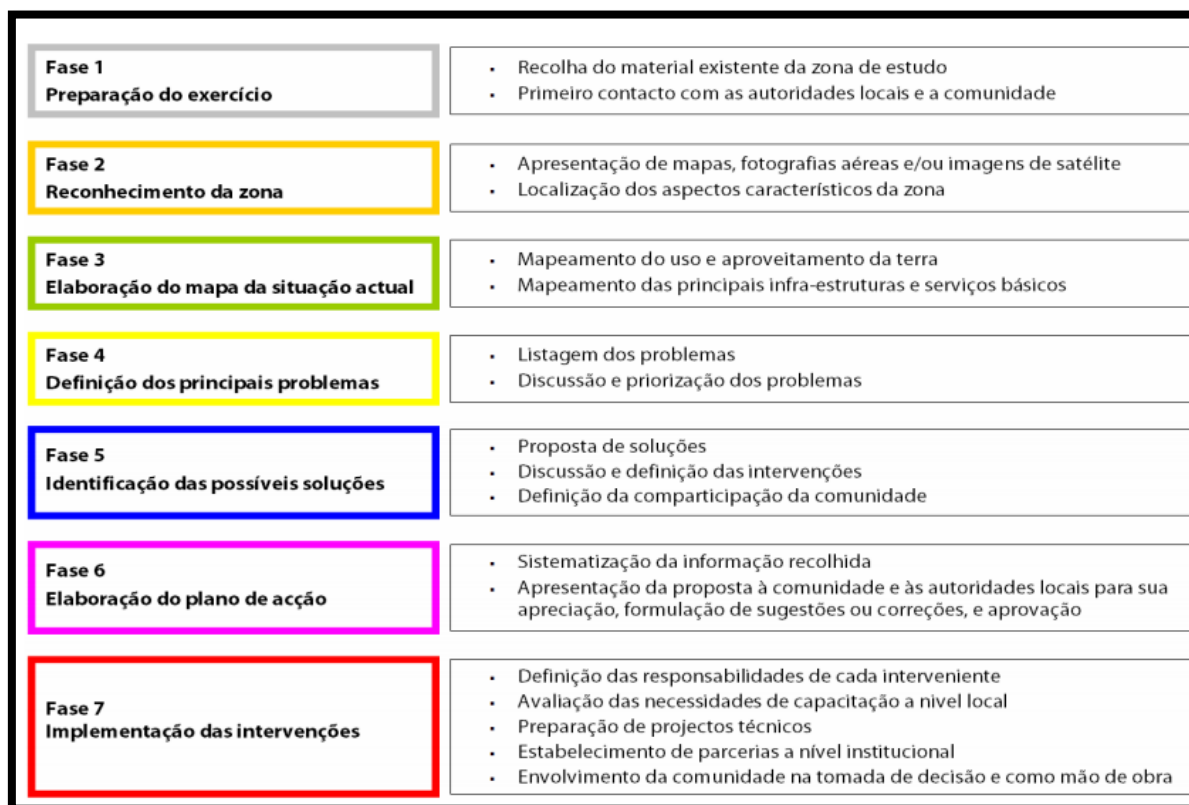 Fase 1
Preparação do exercício
▪ Recolha do material existente da zona de estudo
▪ Primeiro contacto com as autoridades locais e a comunidade
Fase 2
Reconhecimento da zona
▪ Apresentação de mapas, fotografias aéreas e/ou imagens de satélite
▪ Localização dos aspectos característicos da zona
Fase 3
Elaboração do mapa da situação actual
▪ Mapeamento do uso e aproveitamento da terra
▪ Mapeamento das principais infra-estruturas e serviços básicos
Fase 4
Definição dos principais problemas
▪ Listagem dos problemas
▪ Discussão e priorização dos problemas
Fase 5
Identificação das possíveis soluções
▪ Proposta de soluções
▪ Discussão e definição das intervenções
▪ Definição da comparticipação da comunidade
Fase 6
Elaboração do plano de acção
▪ Sistematização da informação recolhida
▪ Apresentação da proposta à comunidade e às autoridades locais para sua
apreciação, formulação de sugestões ou correções, e aprovação
Fase 7
Implementação das intervenções
▪ Definição das responsabilidades de cada interveniente
▪ Avaliação das necessidades de capacitação a nivel local
▪ Preparação de projectos técnicos
▪ Estabelecimento de parcerias a nível institucional
▪ Envolvimento da comunidade na tomada de decisão e como mão de obra